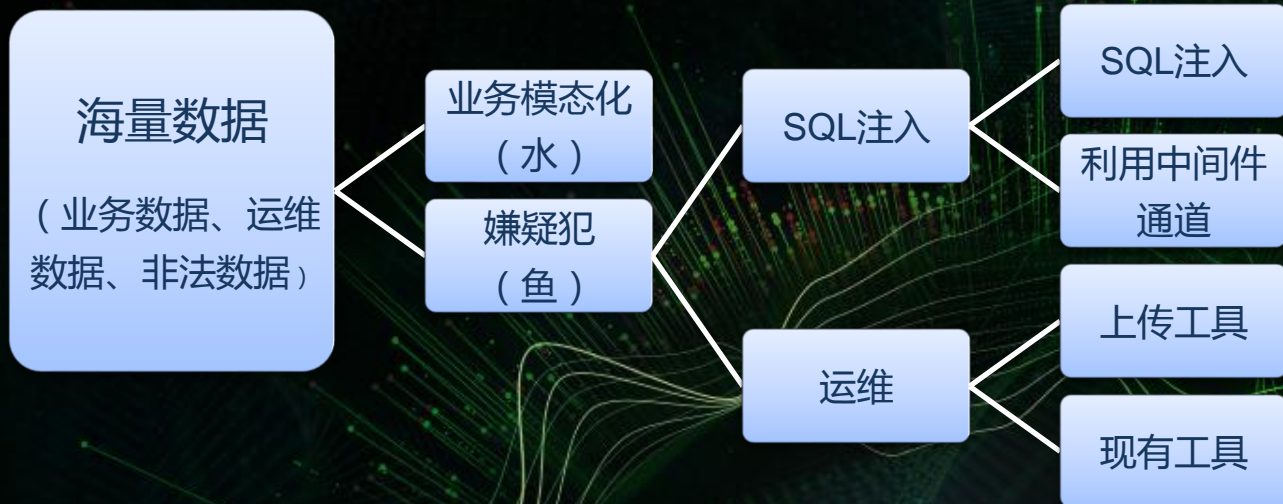 海量数据
（业务数据、运维
数据、非法数据）
业务模态化
（水）
嫌疑犯
（鱼）
SQL注入
运维
SQL注入
利用中间件
通道
上传工具
现有工具